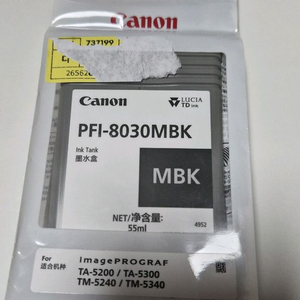 Canon
737199
Canon
LUCIA
TD ink
PFI-8030MBK
Ink Tank
墨水盒
MBK
NET/净含量:
55ml
4952
For
适合机种
imagePROGRAF
TA-5200 / TA-5300
TM-5240 / TM-5340